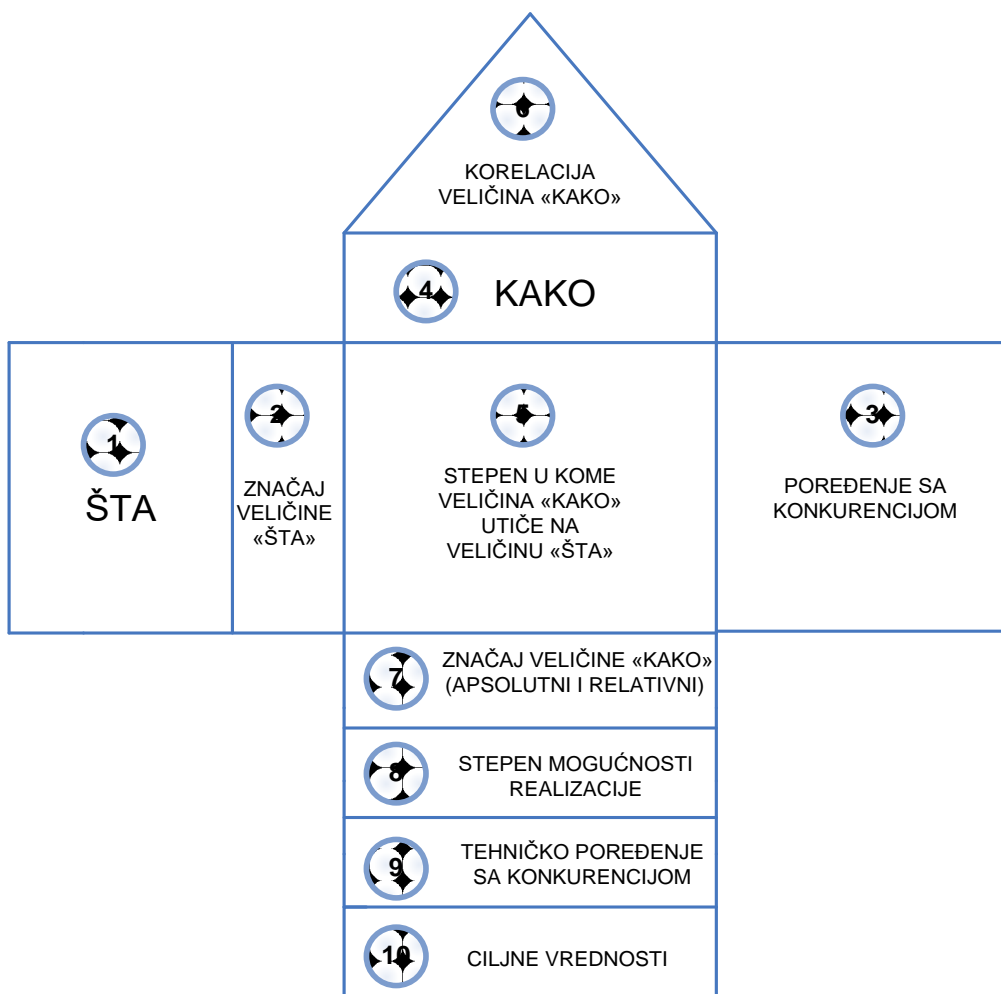 6
KORELACIJA
VELIČINA «KAKO»
4
KAKO
1
ŠTA
2
ZNAČAJ
VELIČINE
«ŠTA»
5
STEPEN U KOME
VELIČINA «KAKO»
UTIČE NA
VELIČINU «ŠTA»
3
POREĐENJE SA
KONKURENCIJOM
7
ZNAČAJ VELIČINE «KAKO»
(APSOLUTNI I RELATIVNI)
8
STEPEN MOGUĆNOSTI
REALIZACIJE
9
TEHNIČKO POREĐENJE
SA KONKURENCIJOM
10
CILJNE VREDNOSTI